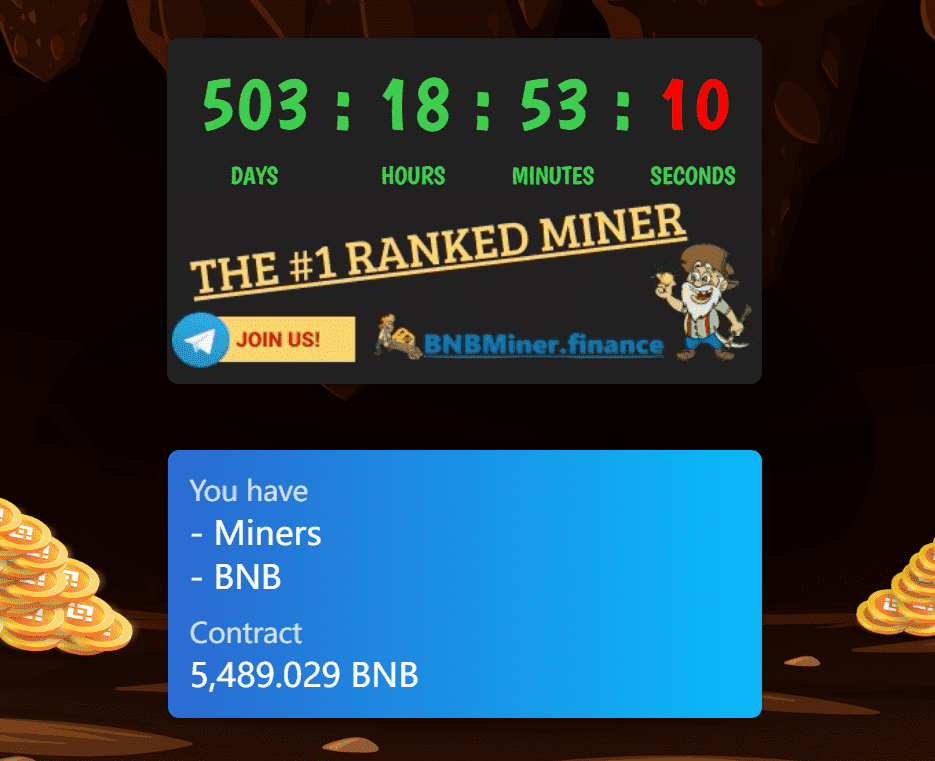 503 : 18 : 53 : 10
DAYS HOURS MINUTES SECONDS
THE #1 RANKED MINER
JOIN US! BNBMiner.finance
You have
- Miners
- BNB
Contract
5,489.029 BNB